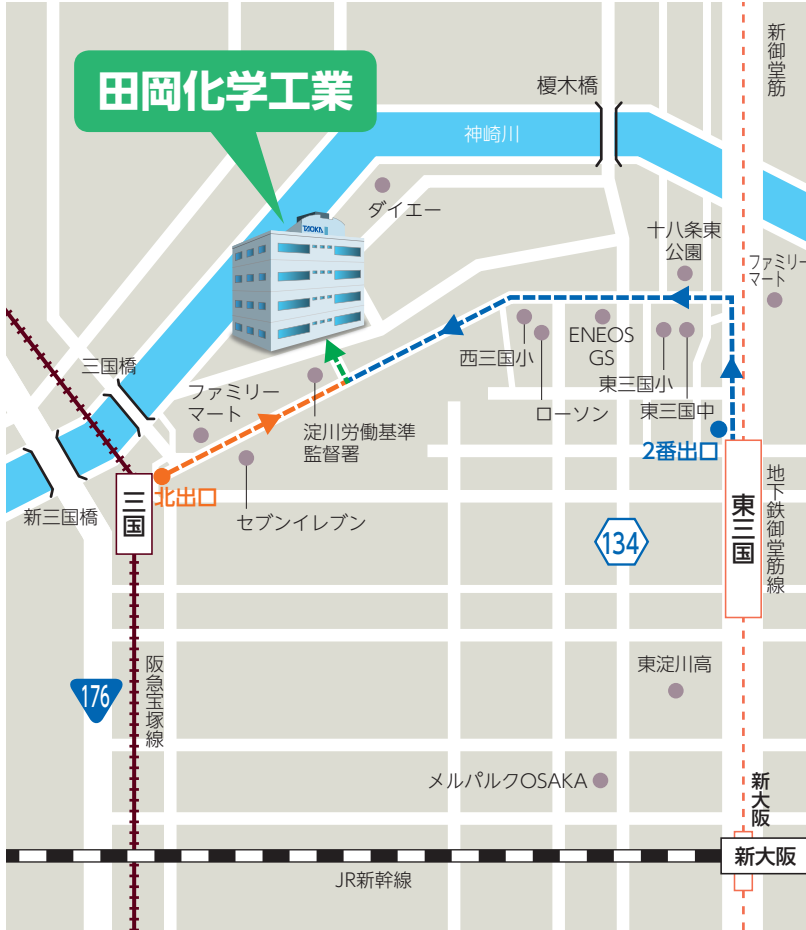 新御堂筋
田岡化学工業
榎木橋
神崎川
ダイエー
十八条東
公園
ファミリー
マート
TAOKA
三国橋
西三国小
ENEOS
GS
東三国小
ローソン
東三国中
ファミリー
マート
淀川労働基準
監督署
2番出口
北出口
三国
新三国橋
セブンイレブン
134
東三国
地下鉄御堂筋線
176
阪急宝塚線
東淀川高
メルパルクOSAKA
新大阪
新大阪
JR新幹線